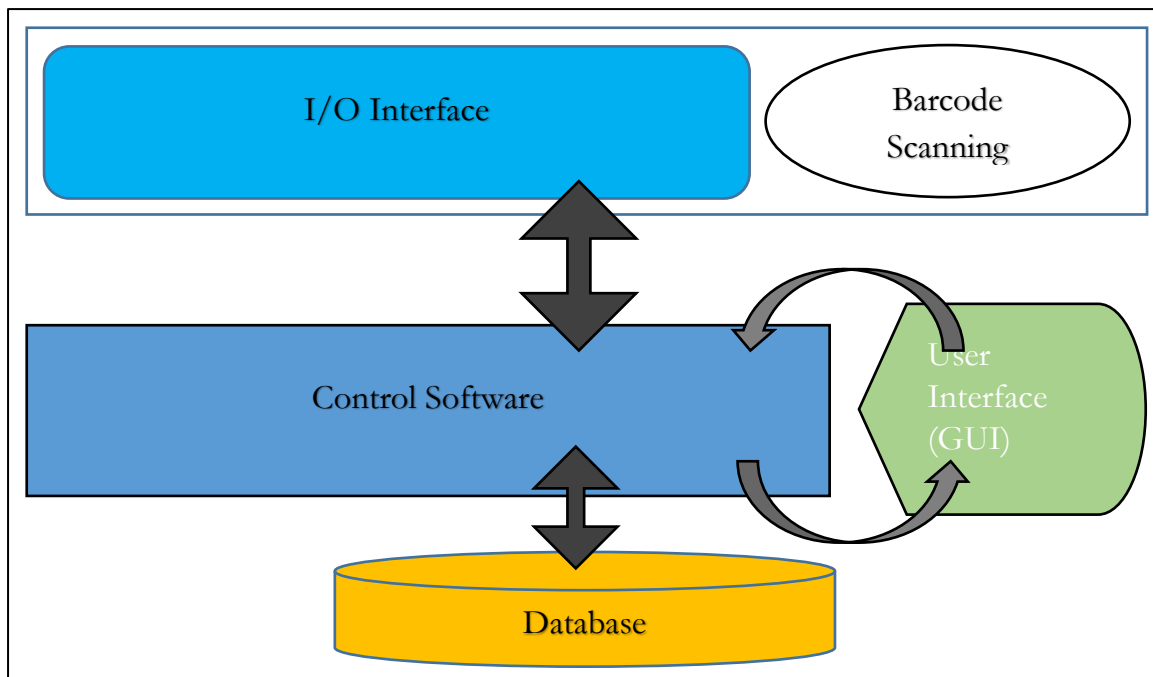 I/O Interface
Barcode
Scanning
Control Software
User
Interface
(GUI)
Database